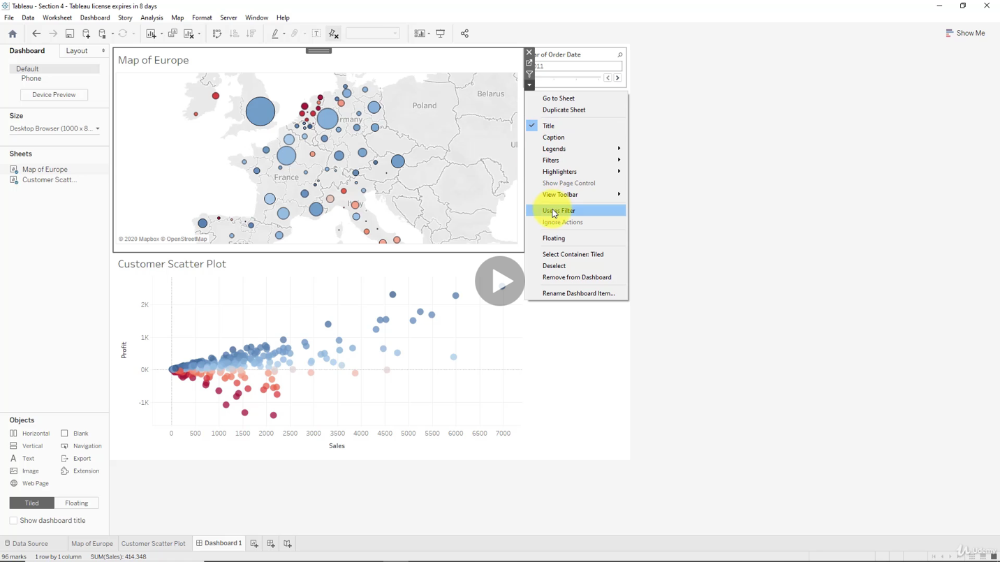 Tableau - Section 4 - Tableau license expires in 8 days
File Data Worksheet Dashboard Story Analysis Map Format Server Window Help
Show Me
Dashboard Layout
Default
Phone
Device Preview
Size
Desktop Browser (1000 x 8...
Sheets
Map of Europe
Customer Scatt...
Objects
Horizontal Blank
Vertical Navigation
Text Export
Image Extension
Web Page
Tiled Floating
Show dashboard title
Map of Europe
Belarus
Poland
France
© 2020 Mapbox © OpenStreetMap
Customer Scatter Plot
Profit
2K
1K
0K
-1K
0 500 1000 1500 2000 2500 3000 3500 4000 4500 5000 5500 6000 6500 7000
Sales
of Order Date
Go to Sheet
Duplicate Sheet
Title
Caption
Legends
Filters
Highlighters
Show Page Control
View Toolbar
Use as Filter
Ignore Actions
Floating
Select Container: Tiled
Deselect
Remove from Dashboard
Rename Dashboard Item...
Data Source Map of Europe Customer Scatter Plot Dashboard 1
96 marks 1 row by 1 column SUM(Sales): 414,348
Udemy